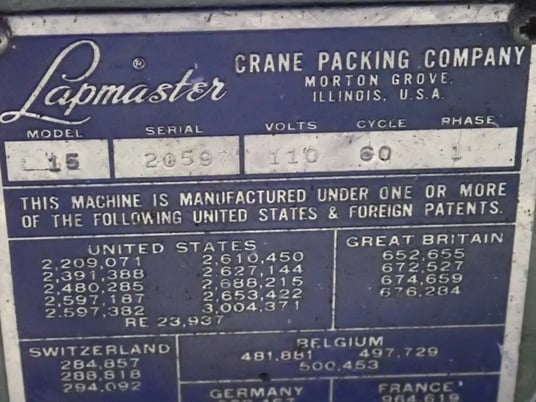 Lapmaster ®
CRANE PACKING COMPANY
MORTON GROVE,
ILLINOIS, U.S.A.
MODEL SERIAL VOLTS CYCLE PHASE
15 20597 110 60 1
THIS MACHINE IS MANUFACTURED UNDER ONE OR MORE
OF THE FOLLOWING UNITED STATES & FOREIGN PATENTS.
UNITED STATES
2,209,071 2,610,450
2,391,388 2,627,144
2,480,285 2,688,215
2,597,187 2,653,422
2,597,382 3,004,371
RE 23,937
GREAT BRITAIN
652,655
672,527
674,659
676,284
SWITZERLAND
284,857
288,818
294,092
BELGIUM
481,881 497,729
500,453
GERMANY
FRANCE
964,619